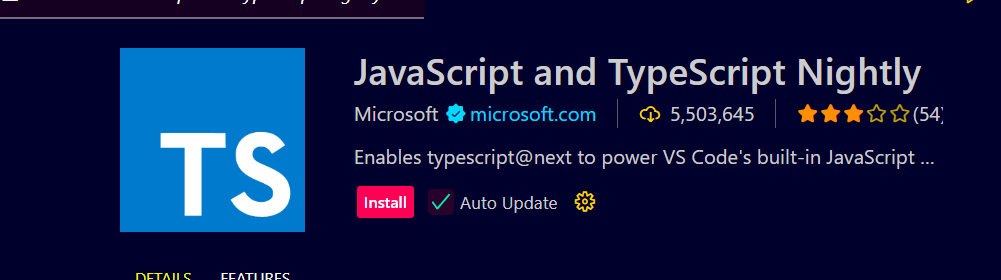 TS
JavaScript and TypeScript Nightly
Microsoft microsoft.com 5,503,645 (54)
Enables typescript@next to power VS Code's built-in JavaScript ...
Install Auto Update
DETAILS FEATURES